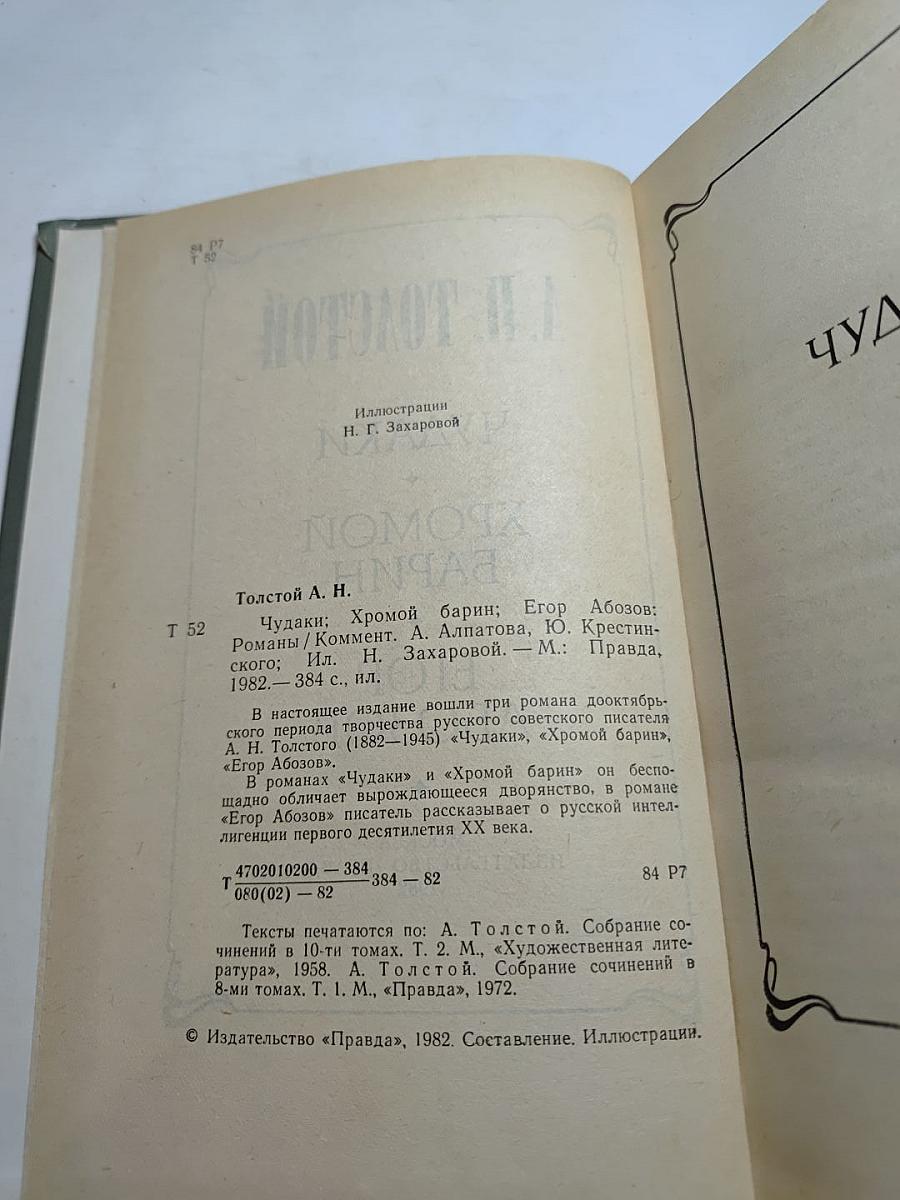 84 Р7
Т 52
Иллюстрации
Н. Г. Захаровой
Толстой А. Н.
Т 52
Чудаки; Хромой барин; Егор Абозов:
Романы / Коммент. А. Алпатова, Ю. Крестин-
ского; Ил. Н. Захаровой. — М.: Правда,
1982.— 384 с., ил.
В настоящее издание вошли три романа дооктябрь-
ского периода творчества русского советского писателя
А. Н. Толстого (1882—1945) «Чудаки», «Хромой барин»,
«Егор Абозов».
В романах «Чудаки» и «Хромой барин» он беспо-
щадно обличает вырождающееся дворянство, в романе
«Егор Абозов» писатель рассказывает о русской интел-
лигенции первого десятилетия XX века.
4702010200 — 384
Т 384 — 82
080(02) — 82
84 Р7
Тексты печатаются по: А. Толстой. Собрание со-
чинений в 10-ти томах. Т. 2. М., «Художественная лите-
ратура», 1958. А. Толстой. Собрание сочинений в
8-ми томах. Т. 1. М., «Правда», 1972.
© Издательство «Правда», 1982. Составление. Иллюстрации.
ЧУД